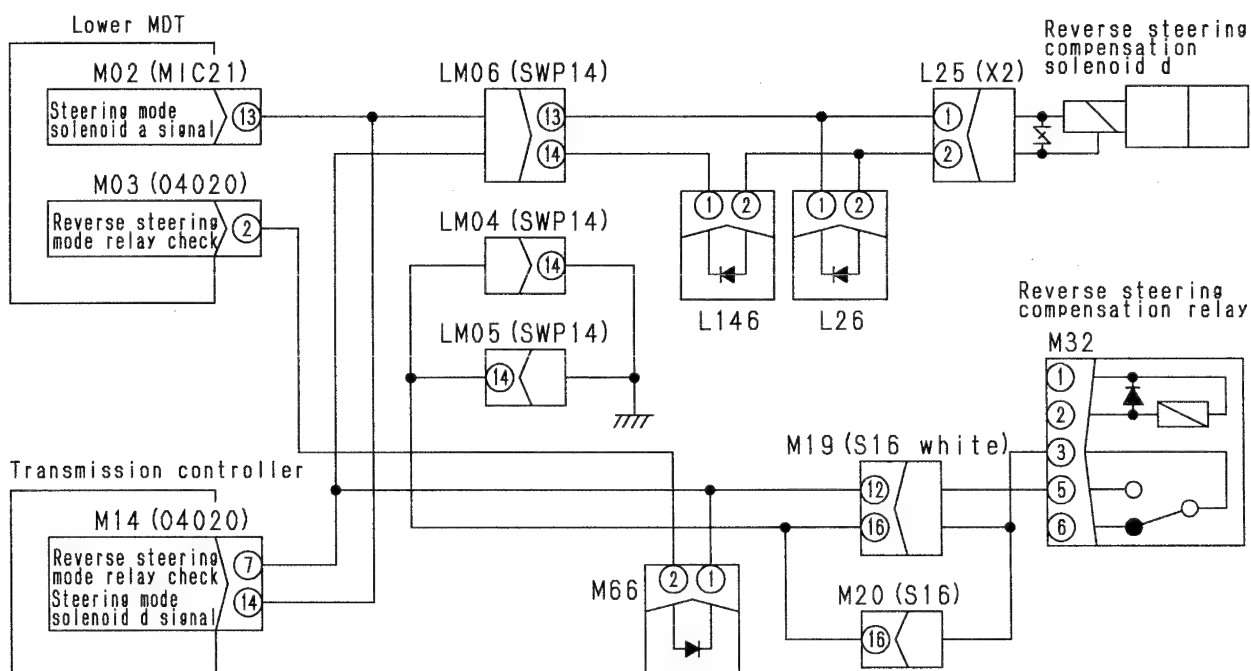 Lower MDT
M02 (MIC21)
Steering mode
solenoid a signal
13
M03 (04020)
Reverse steering
mode relay check
2
LM06 (SWP14)
13
14
LM04 (SWP14)
14
LM05 (SWP14)
14
L25 (X2)
1
2
Reverse steering
compensation
solenoid d
1 2
L146
1 2
L26
Reverse steering
compensation relay
M32
1
2
3
5
6
M19 (S16 white)
12
16
M20 (S16)
16
M66
2 1
Transmission controller
M14 (04020)
Reverse steering
mode relay check
7
Steering mode
solenoid d signal
14